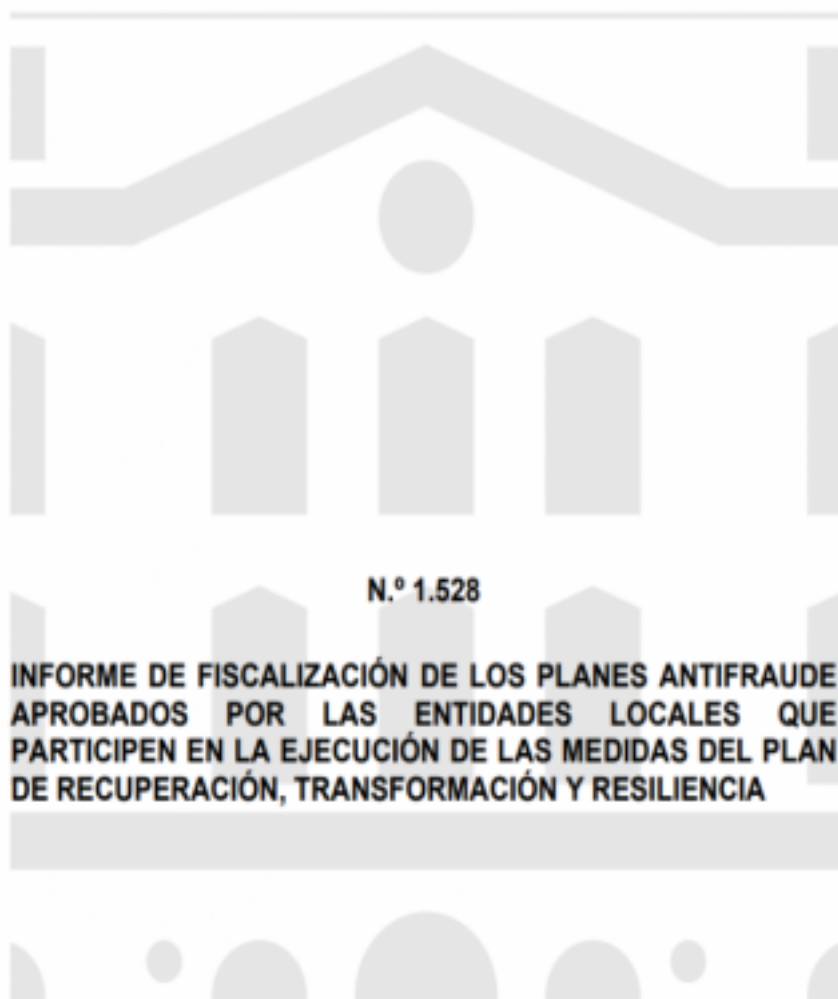 N.º 1.528
INFORME DE FISCALIZACIÓN DE LOS PLANES ANTIFRAUDE
APROBADOS POR LAS ENTIDADES LOCALES QUE
PARTICIPEN EN LA EJECUCIÓN DE LAS MEDIDAS DEL PLAN
DE RECUPERACIÓN, TRANSFORMACIÓN Y RESILIENCIA